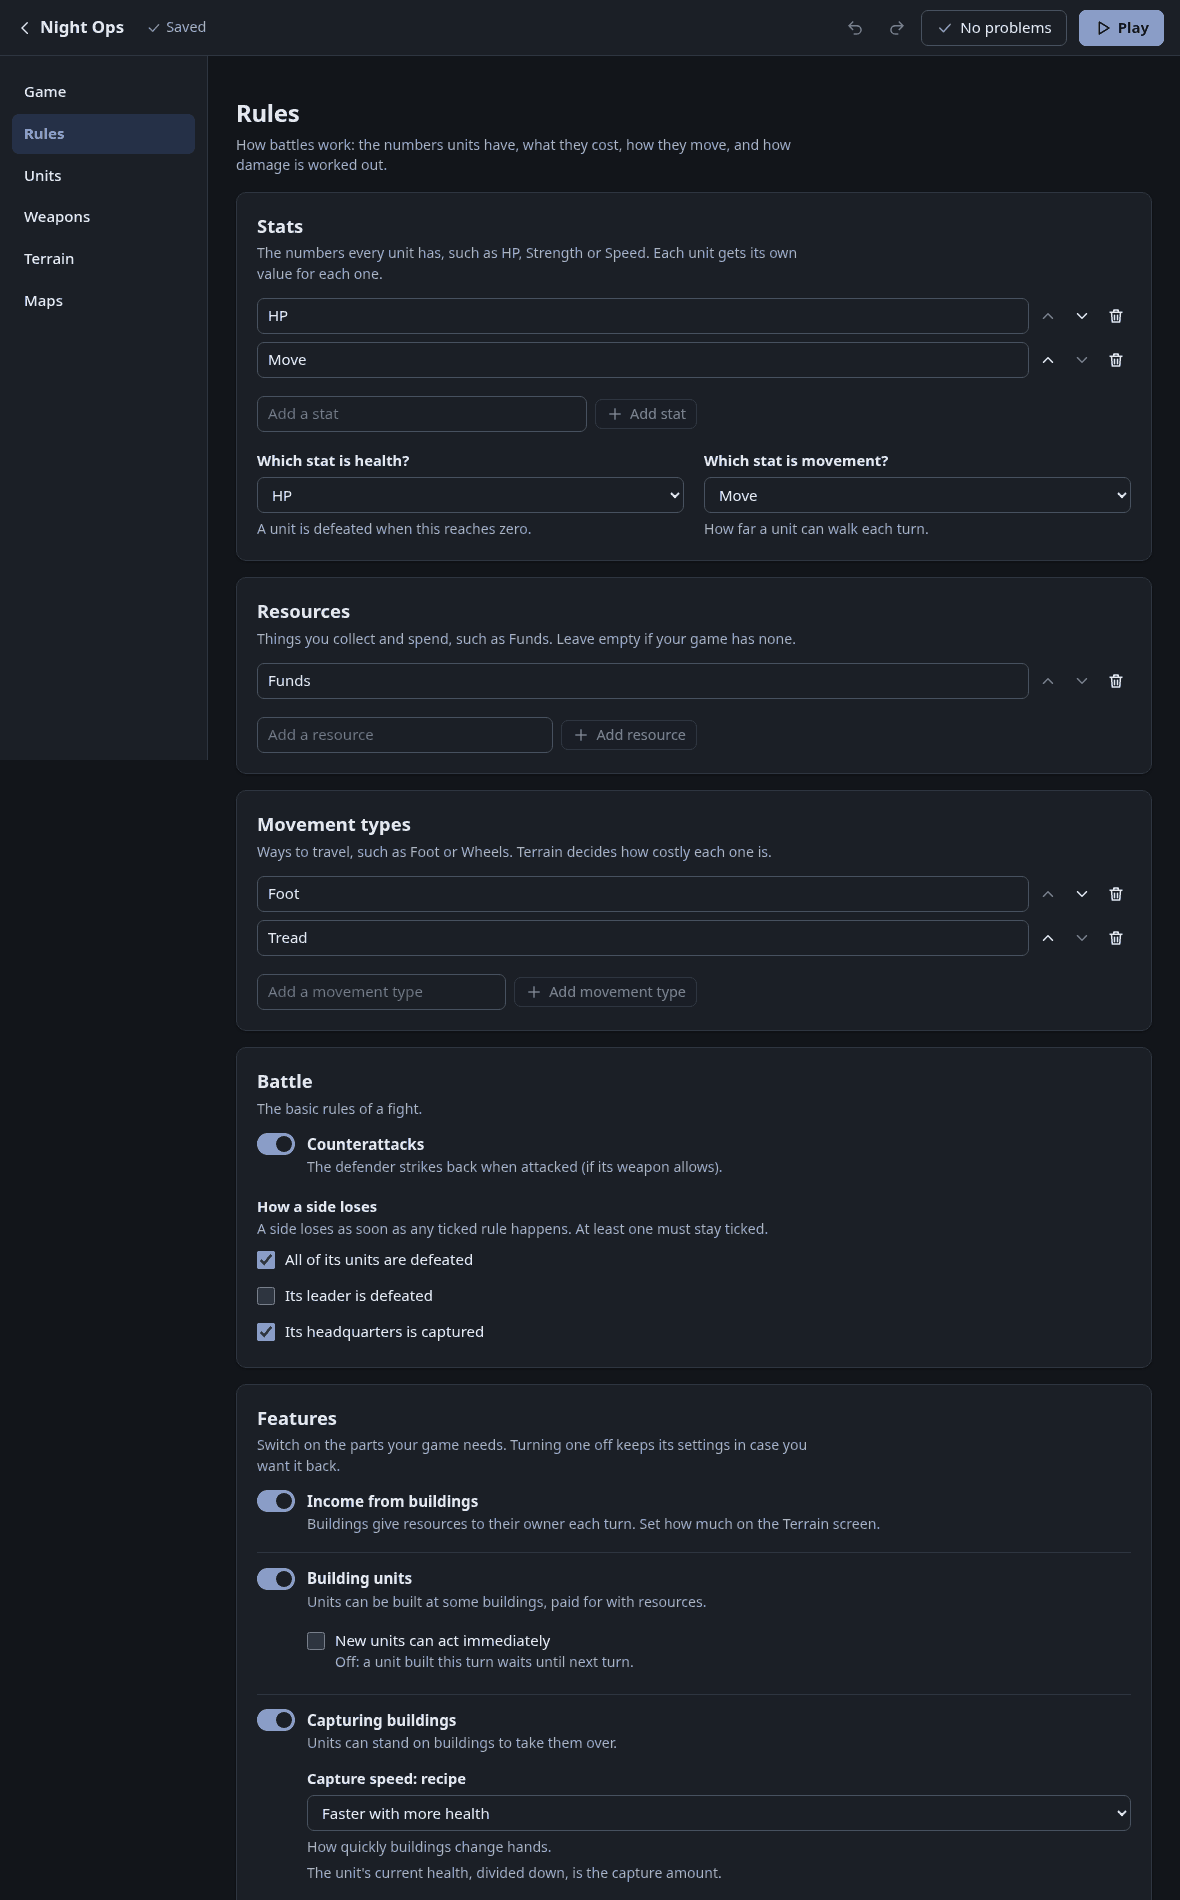 Night Ops
Saved
No problems
Play
Game
Rules
Units
Weapons
Terrain
Maps
Rules
How battles work: the numbers units have, what they cost, how they move, and how
damage is worked out.
Stats
The numbers every unit has, such as HP, Strength or Speed. Each unit gets its own
value for each one.
HP
Move
Add a stat
Add stat
Which stat is health?
Which stat is movement?
HP
Move
A unit is defeated when this reaches zero.
How far a unit can walk each turn.
Resources
Things you collect and spend, such as Funds. Leave empty if your game has none.
Funds
Add a resource
Add resource
Movement types
Ways to travel, such as Foot or Wheels. Terrain decides how costly each one is.
Foot
Tread
Add a movement type
Add movement type
Battle
The basic rules of a fight.
Counterattacks
The defender strikes back when attacked (if its weapon allows).
How a side loses
A side loses as soon as any ticked rule happens. At least one must stay ticked.
All of its units are defeated
Its leader is defeated
Its headquarters is captured
Features
Switch on the parts your game needs. Turning one off keeps its settings in case you
want it back.
Income from buildings
Buildings give resources to their owner each turn. Set how much on the Terrain screen.
Building units
Units can be built at some buildings, paid for with resources.
New units can act immediately
Off: a unit built this turn waits until next turn.
Capturing buildings
Units can stand on buildings to take them over.
Capture speed: recipe
Faster with more health
How quickly buildings change hands.
The unit's current health, divided down, is the capture amount.